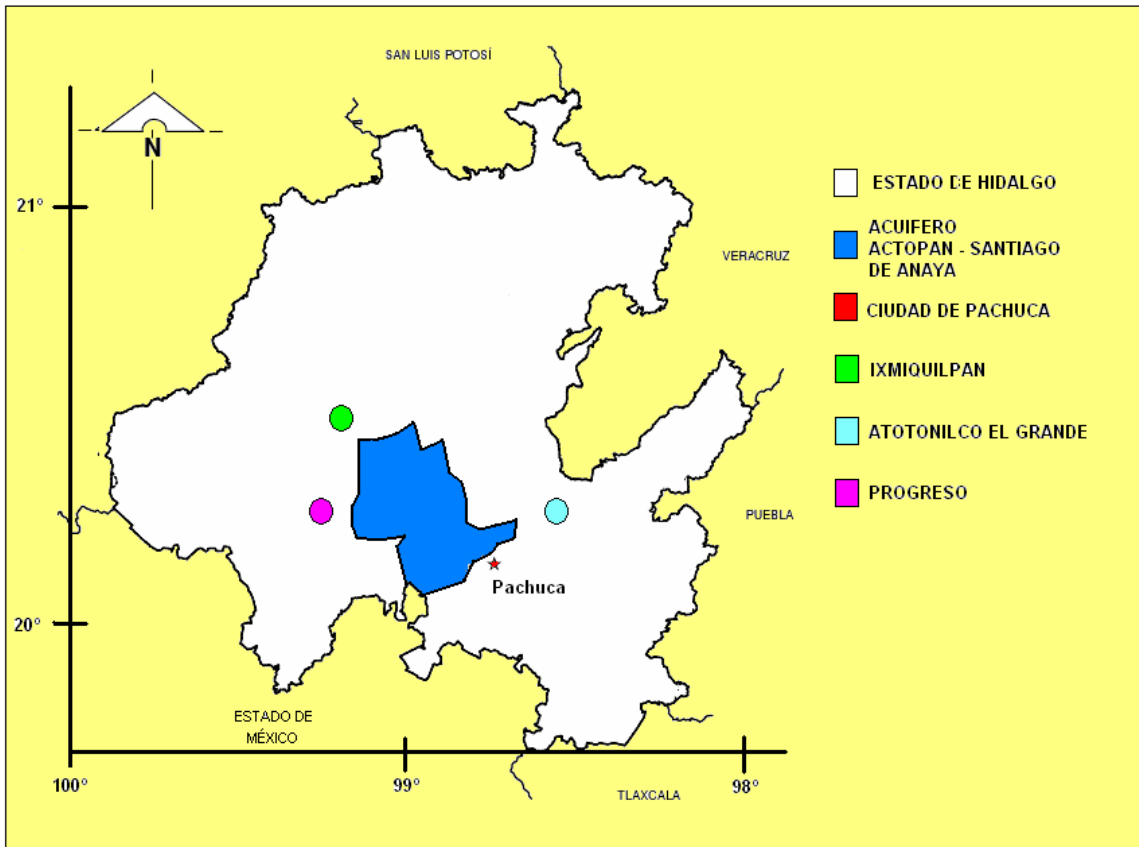 SAN LUIS POTOSÍ
N
21°
VERACRUZ
ESTADO DE HIDALGO
ACUIFERO
ACTOPAN - SANTIAGO
DE ANAYA
CIUDAD DE PACHUCA
IXMIQUILPAN
ATOTONILCO EL GRANDE
PROGRESO
PUEBLA
Pachuca
20°
ESTADO DE
MÉXICO
100°
99°
98°
TLAXCALA